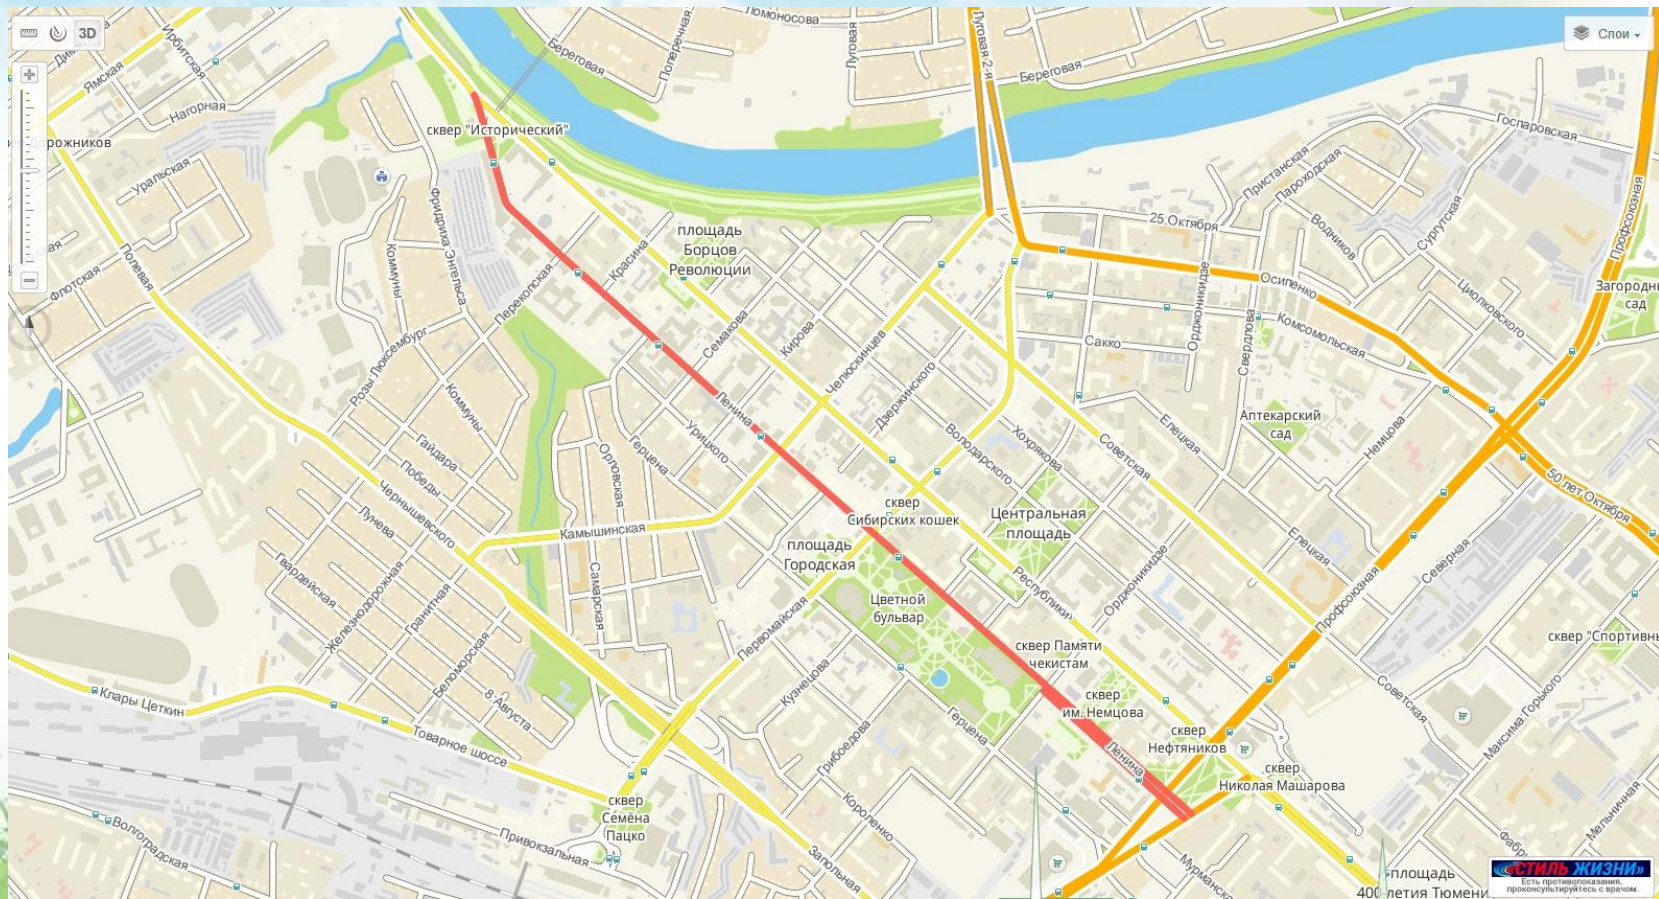 3D
Слои
Ирбитская
Ямская
Нагорная
Уральская
Флотская
Полевая
Береговая
Поперечная
Ломоносова
Луговая
Луговая 2-я
Береговая
сквер "Исторический"
Фридриха Энгельса
Коммуны
Перекопская
Красина
площадь
Борцов
Революции
Розы Люксембург
Коммуны
Гайдара
Победы
Чернышевского
Лунева
Гвардейская
Железнодорожная
Гранитная
Беломорская
8 Августа
Семакова
Кирова
Челюскинцев
Дзержинского
Ленина
Урицкого
Герцена
Орловская
Самарская
Камышинская
Володарского
Хохрякова
Советская
25 Октября
Орджоникидзе
Свердлова
Сакко
Осипенко
Комсомольская
Пристанская
Пароходская
Водников
Сургутская
Госпаровская
Профсоюзная
Циолковского
сад
Аптекарский
сад
Немцова
Елецкая
Елецкая
50 лет Октября
Северная
сквер
Сибирских кошек
Центральная
площадь
площадь
Городская
Цветной
бульвар
Республики
Орджоникидзе
Профсоюзная
Первомайская
Кузнецова
Грибоедова
Герцена
сквер Памяти
чекистам
сквер
им. Немцова
Ленина
сквер
Нефтяников
сквер
Николая Машарова
Советская
Максима Горького
Мельничная
Клары Цеткин
Товарное шоссе
сквер
Семёна
Пацко
Привокзальная
Волгоградская
Запольная
Короленко
площадь
400 летия Тюмени
«СТИЛЬ ЖИЗНИ»
Есть противопоказания,
проконсультируйтесь с врачом.